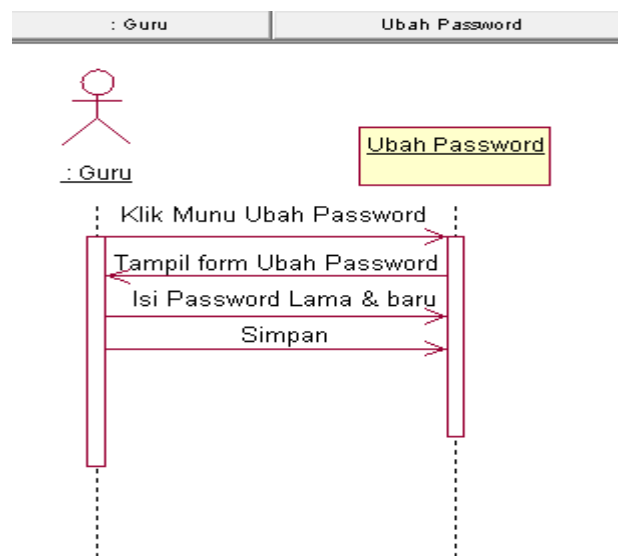 : Guru
Ubah Password
: Guru
Ubah Password
Klik Munu Ubah Password
Tampil form Ubah Password
Isi Password Lama & baru
Simpan